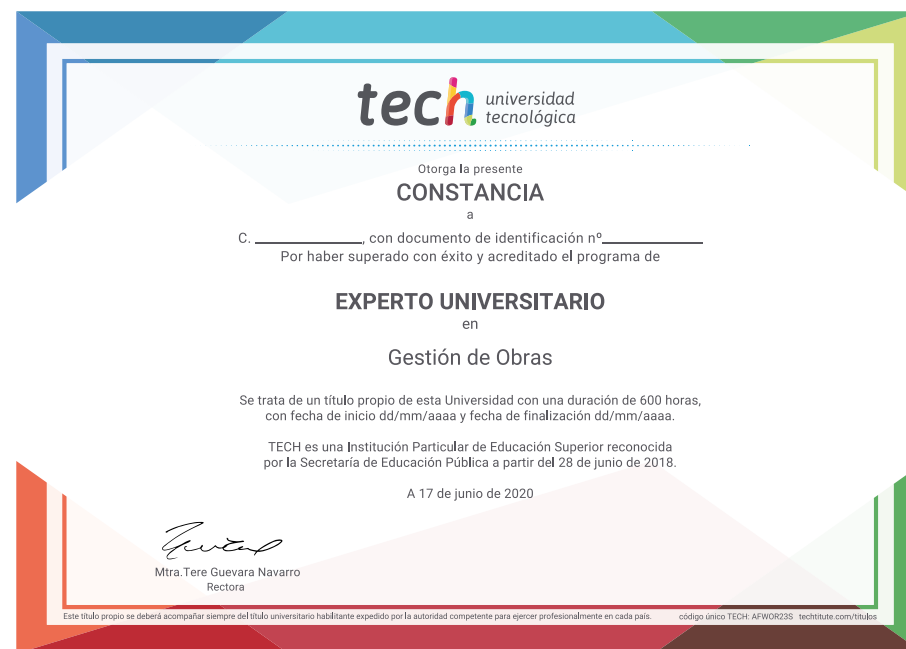 tech universidad
tecnológica
Otorga la presente
CONSTANCIA
a
C. ______________, con documento de identificación nº_____________
Por haber superado con éxito y acreditado el programa de
EXPERTO UNIVERSITARIO
en
Gestión de Obras
Se trata de un título propio de esta Universidad con una duración de 600 horas,
con fecha de inicio dd/mm/aaaa y fecha de finalización dd/mm/aaaa.
TECH es una Institución Particular de Educación Superior reconocida
por la Secretaría de Educación Pública a partir del 28 de junio de 2018.
A 17 de junio de 2020
Mtra.Tere Guevara Navarro
Rectora
Este título propio se deberá acompañar siempre del título universitario habilitante expedido por la autoridad competente para ejercer profesionalmente en cada país. código único TECH: AFWOR23S techtitute.com/titulos